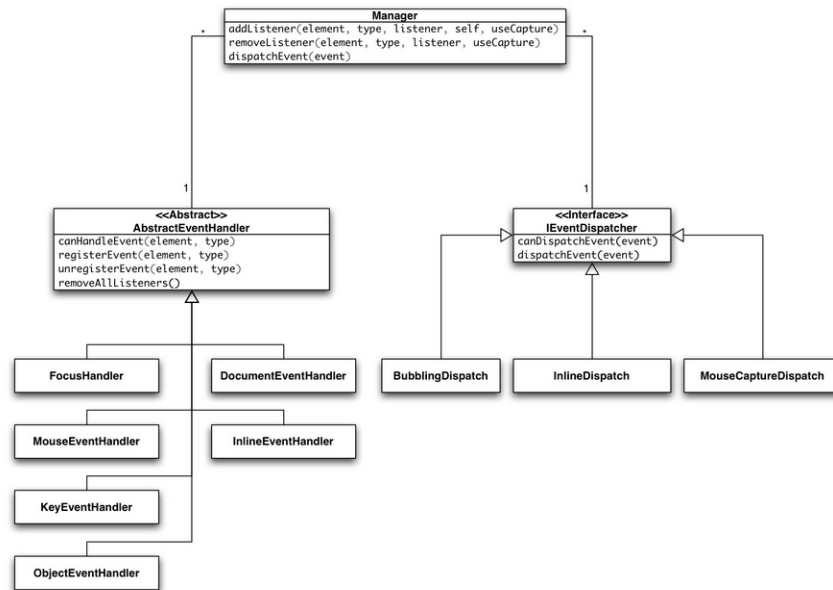 Manager
addListener(element, type, listener, self, useCapture)
removeListener(element, type, listener, useCapture)
dispatchEvent(event)
*
*
1
1
<<Abstract>>
AbstractEventHandler
canHandleEvent(element, type)
registerEvent(element, type)
unregisterEvent(element, type)
removeAllListeners()
<<Interface>>
IEventDispatcher
canDispatchEvent(event)
dispatchEvent(event)
FocusHandler
DocumentEventHandler
BubblingDispatch
InlineDispatch
MouseCaptureDispatch
MouseEventHandler
InlineEventHandler
KeyEventHandler
ObjectEventHandler